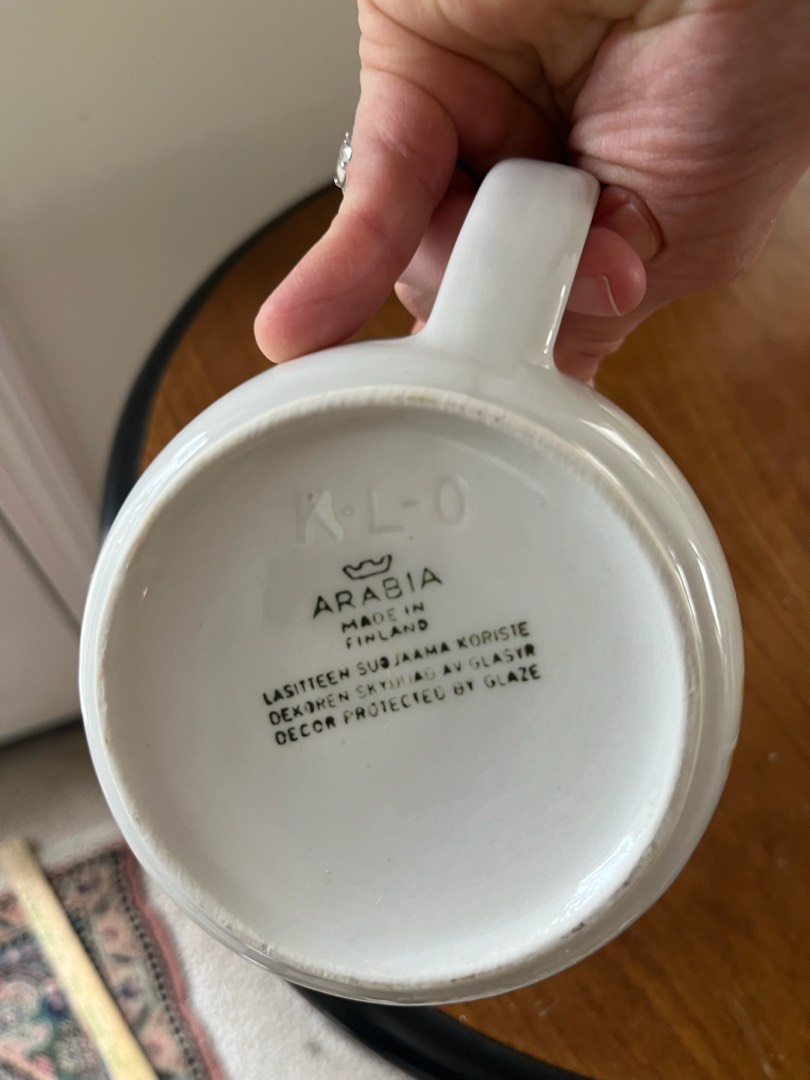 K·L-O
ARABIA
MADE IN
FINLAND
LASITTEEN SUOJAAMA KORISTE
DEKOREN SKYDDAD AV GLASYR
DECOR PROTECTED BY GLAZE